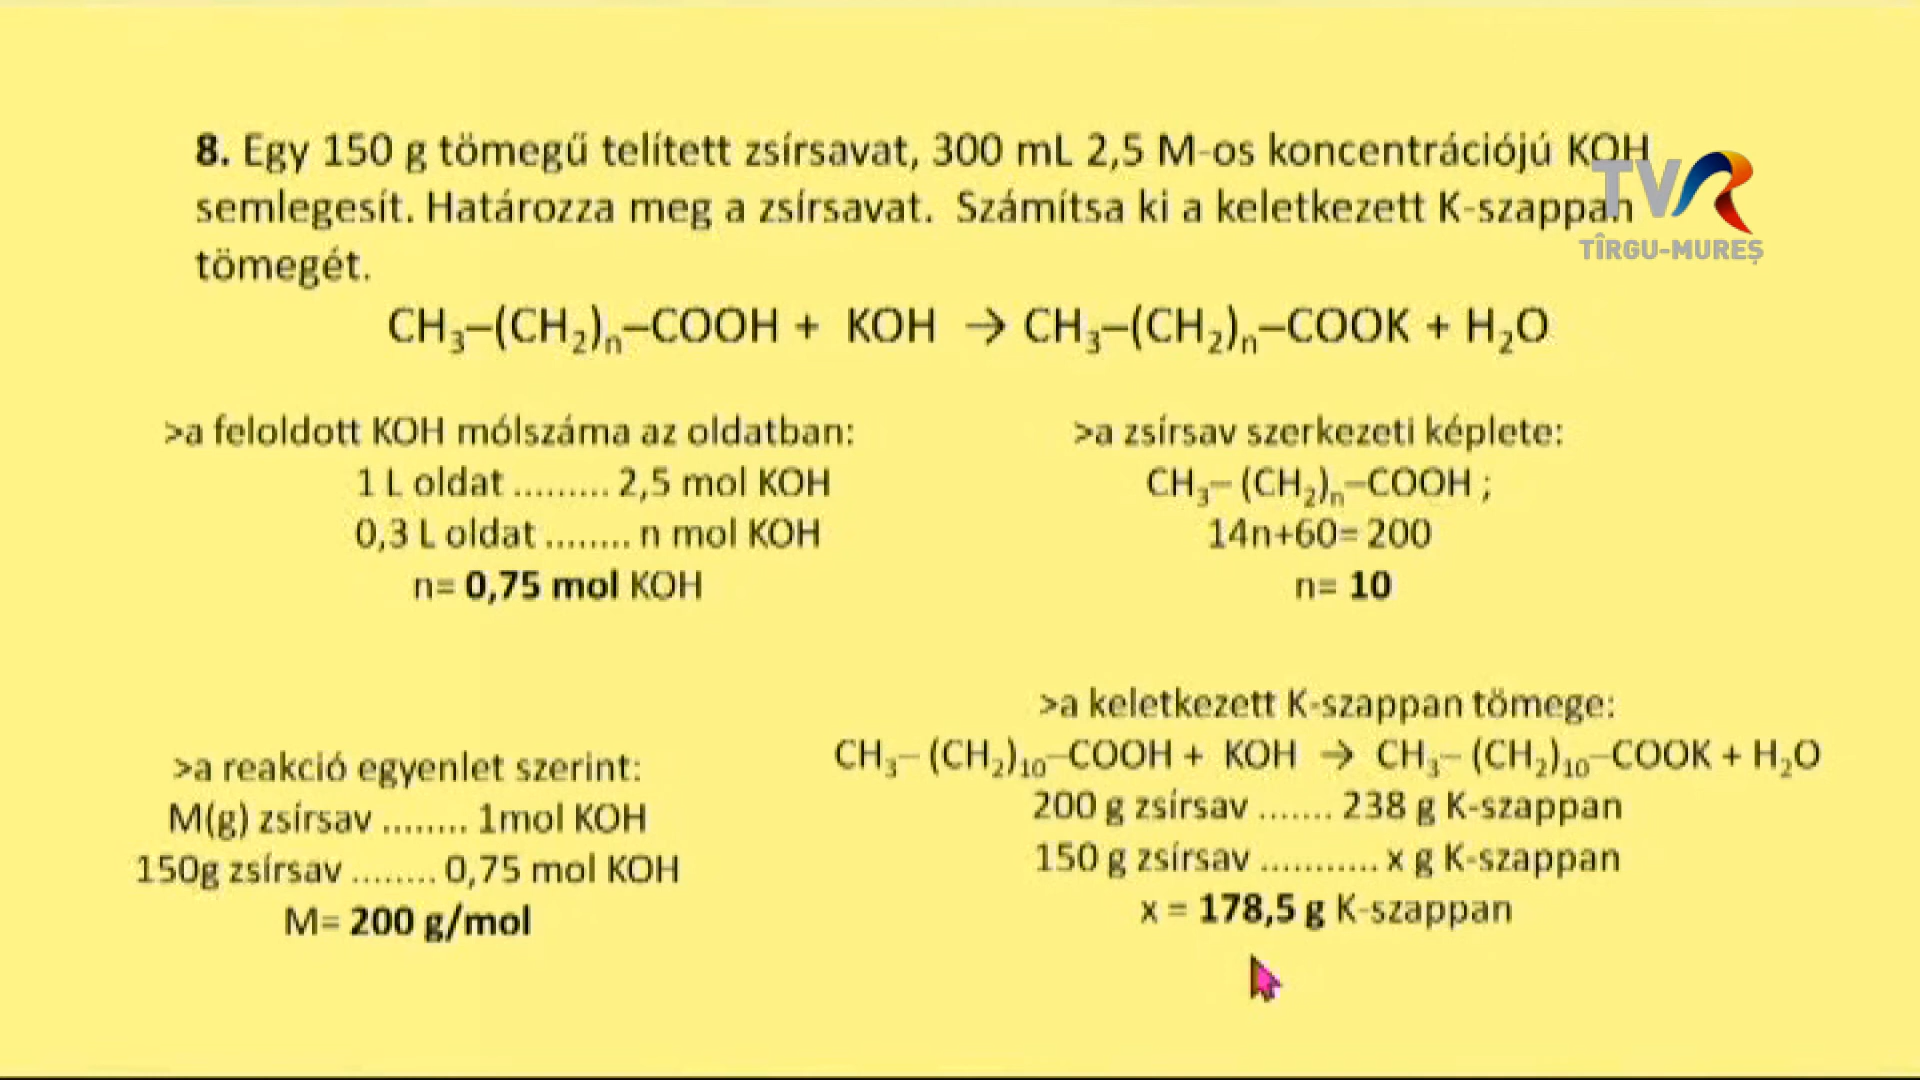 8. Egy 150 g tömegű telített zsírsavat, 300 mL 2,5 M-os koncentrációjú KOH
semlegesít. Határozza meg a zsírsavat. Számítsa ki a keletkezett K-szappan
tömegét.
TVR
TÎRGU-MUREȘ
CH₃–(CH₂)ₙ–COOH + KOH → CH₃–(CH₂)ₙ–COOK + H₂O
>a feloldott KOH mólszáma az oldatban:
1 L oldat ......... 2,5 mol KOH
0,3 L oldat ........ n mol KOH
n= 0,75 mol KOH
>a reakció egyenlet szerint:
M(g) zsírsav ........ 1mol KOH
150g zsírsav ........ 0,75 mol KOH
M= 200 g/mol
>a zsírsav szerkezeti képlete:
CH₃– (CH₂)ₙ–COOH ;
14n+60= 200
n= 10
>a keletkezett K-szappan tömege:
CH₃– (CH₂)₁₀–COOH + KOH → CH₃– (CH₂)₁₀–COOK + H₂O
200 g zsírsav ....... 238 g K-szappan
150 g zsírsav ........... x g K-szappan
x = 178,5 g K-szappan